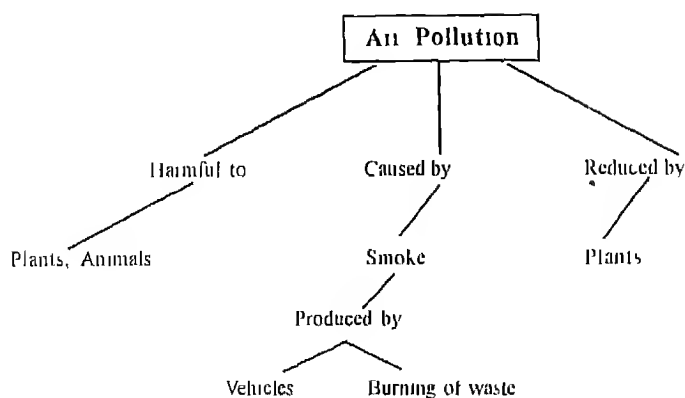 Air Pollution
Harmful to Caused by Reduced by
Plants, Animals Smoke Plants
Produced by
Vehicles Burning of waste